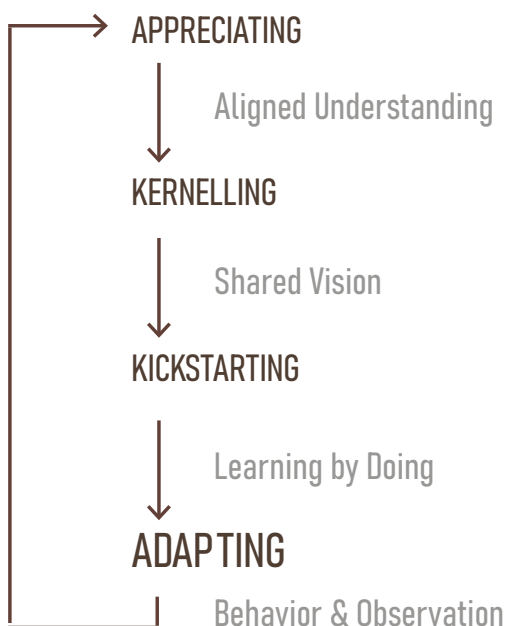 APPRECIATING
Aligned Understanding
KERNELLING
Shared Vision
KICKSTARTING
Learning by Doing
ADAPTING
Behavior & Observation